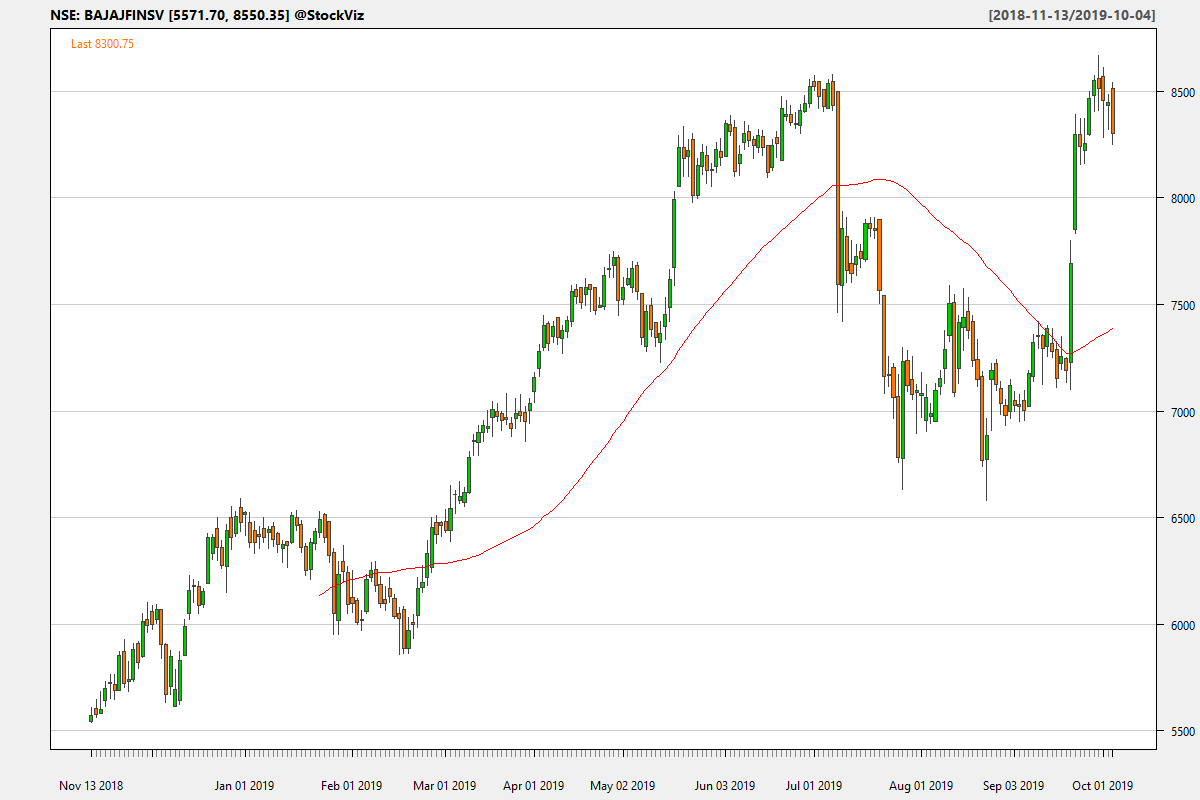 NSE: BAJAJFINSV [5571.70, 8550.35] @StockViz [2018-11-13/2019-10-04]
Last 8300.75
8500
8000
7500
7000
6500
6000
5500
Nov 13 2018 Jan 01 2019 Feb 01 2019 Mar 01 2019 Apr 01 2019 May 02 2019 Jun 03 2019 Jul 01 2019 Aug 01 2019 Sep 03 2019 Oct 01 2019